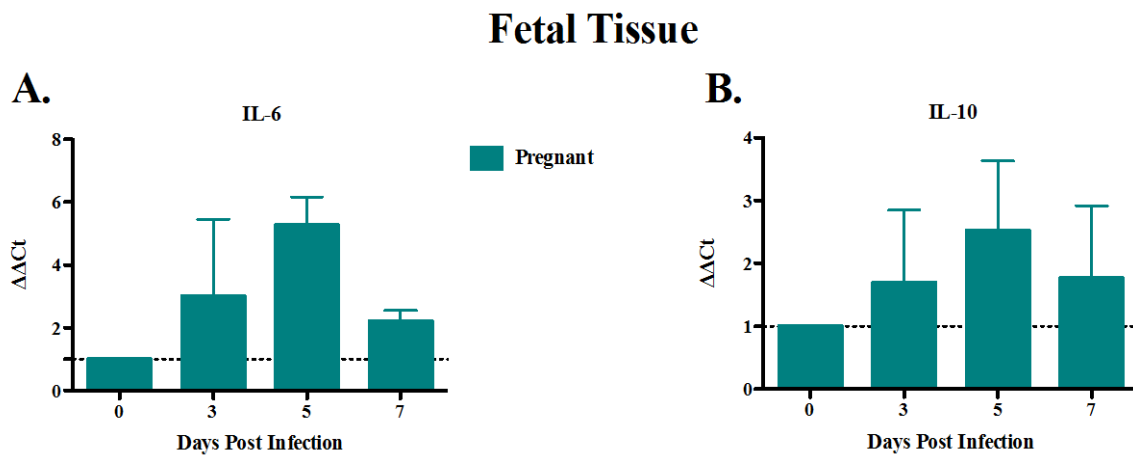 Fetal Tissue
A.
IL-6
8
6
4
2
0
ΔΔCt
0 3 5 7
Days Post Infection
Pregnant
B.
IL-10
4
3
2
1
0
ΔΔCt
0 3 5 7
Days Post Infection